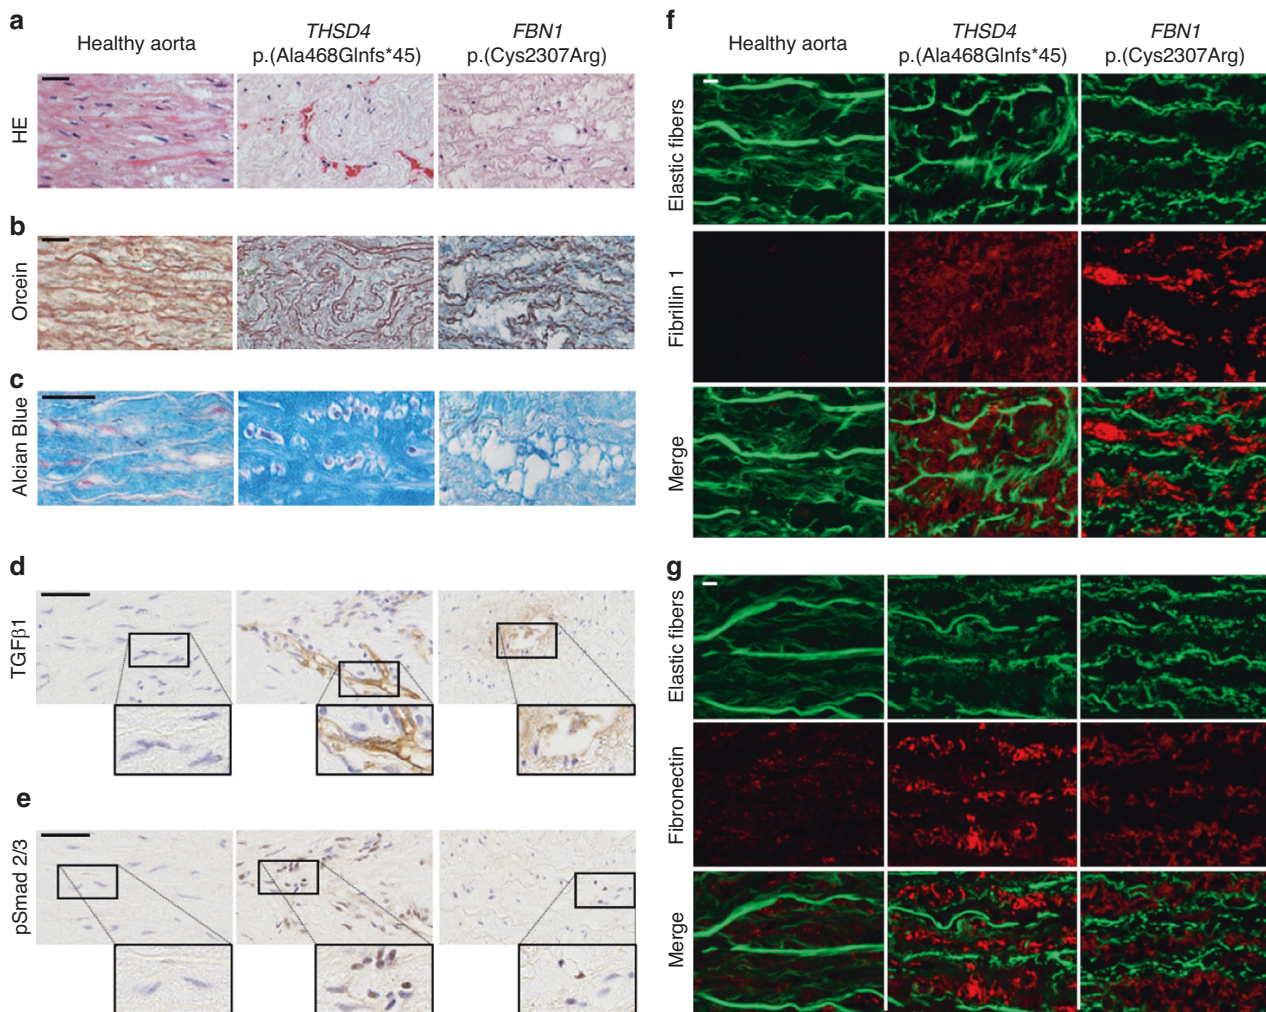 a
Healthy aorta
THSD4
p.(Ala468Glnfs*45)
FBN1
p.(Cys2307Arg)
HE
b
Orcein
c
Alcian Blue
d
TGFβ1
e
pSmad 2/3
f
Healthy aorta
THSD4
p.(Ala468Glnfs*45)
FBN1
p.(Cys2307Arg)
Elastic fibers
Fibrillin 1
Merge
g
Elastic fibers
Fibronectin
Merge